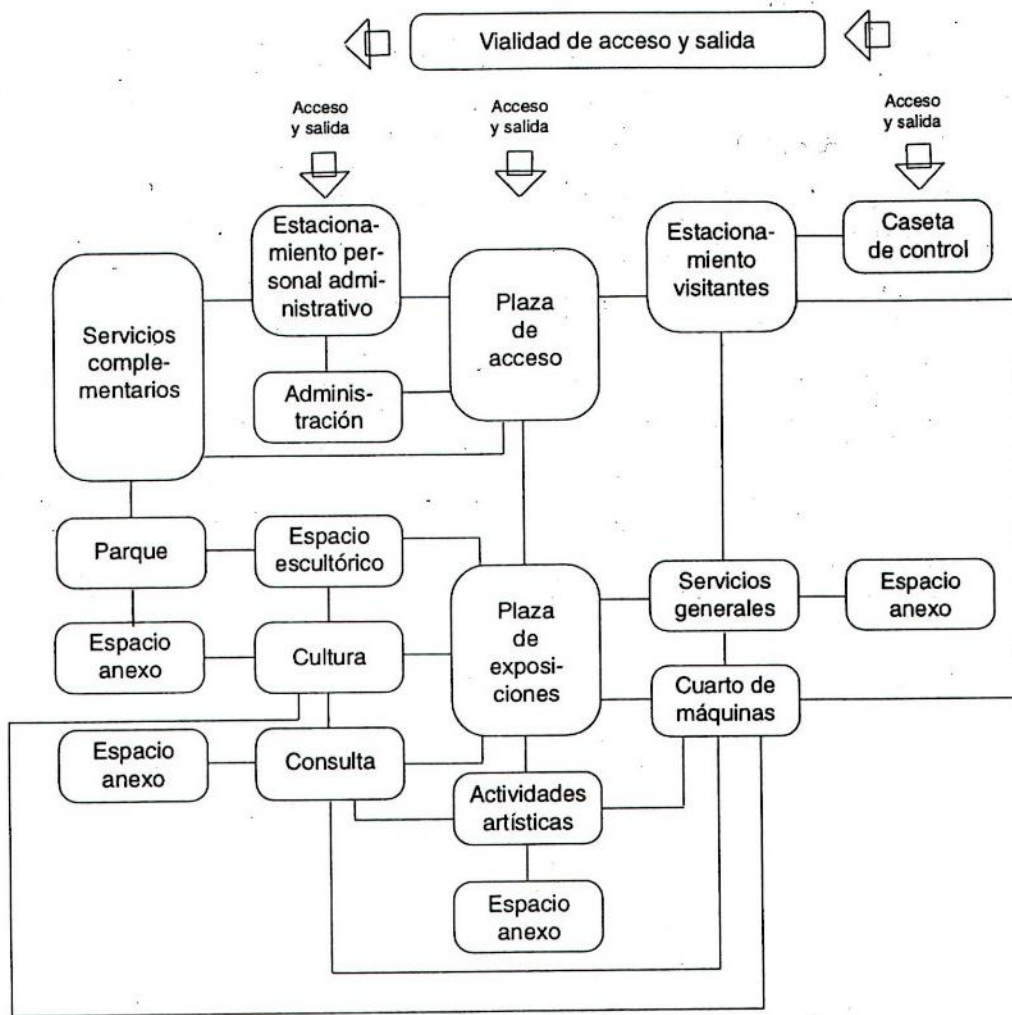 Vialidad de acceso y salida
Acceso
y salida
Acceso
y salida
Acceso
y salida
Estaciona-
miento per-
sonal admi-
nistrativo
Servicios
comple-
mentarios
Plaza
de
acceso
Estaciona-
miento
visitantes
Caseta
de control
Adminis-
tración
Parque
Espacio
escultórico
Plaza
de
exposi-
ciones
Servicios
generales
Espacio
anexo
Espacio
anexo
Cultura
Cuarto de
máquinas
Espacio
anexo
Consulta
Actividades
artísticas
Espacio
anexo